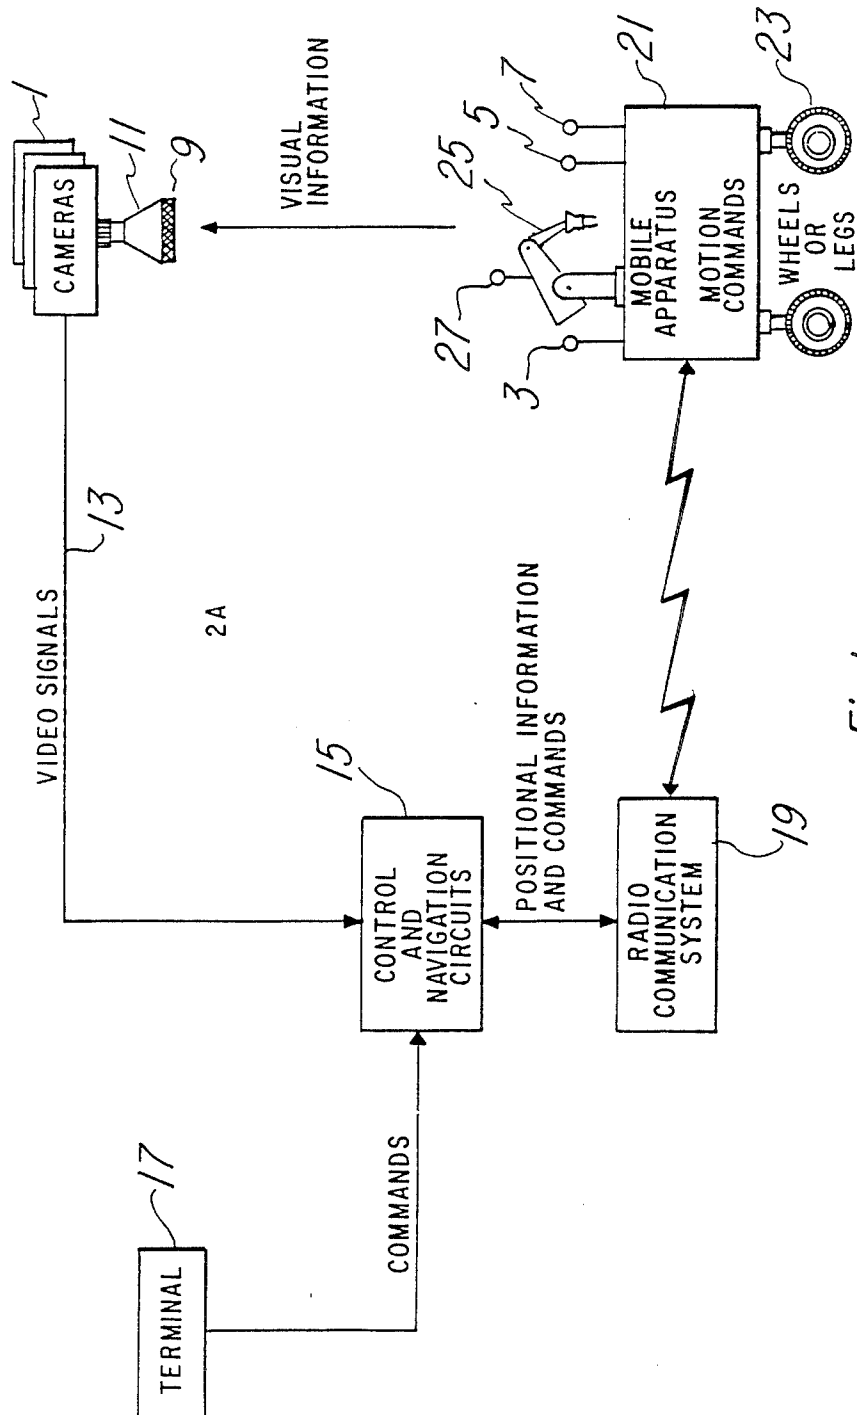 1
CAMERAS
11
9
VISUAL
INFORMATION
VIDEO SIGNALS
13
2A
7
5
25
27
3
21
MOBILE
APPARATUS
MOTION
COMMANDS
23
WHEELS
OR
LEGS
15
CONTROL
AND
NAVIGATION
CIRCUITS
POSITIONAL INFORMATION
AND COMMANDS
RADIO
COMMUNICATION
SYSTEM
19
17
TERMINAL
COMMANDS